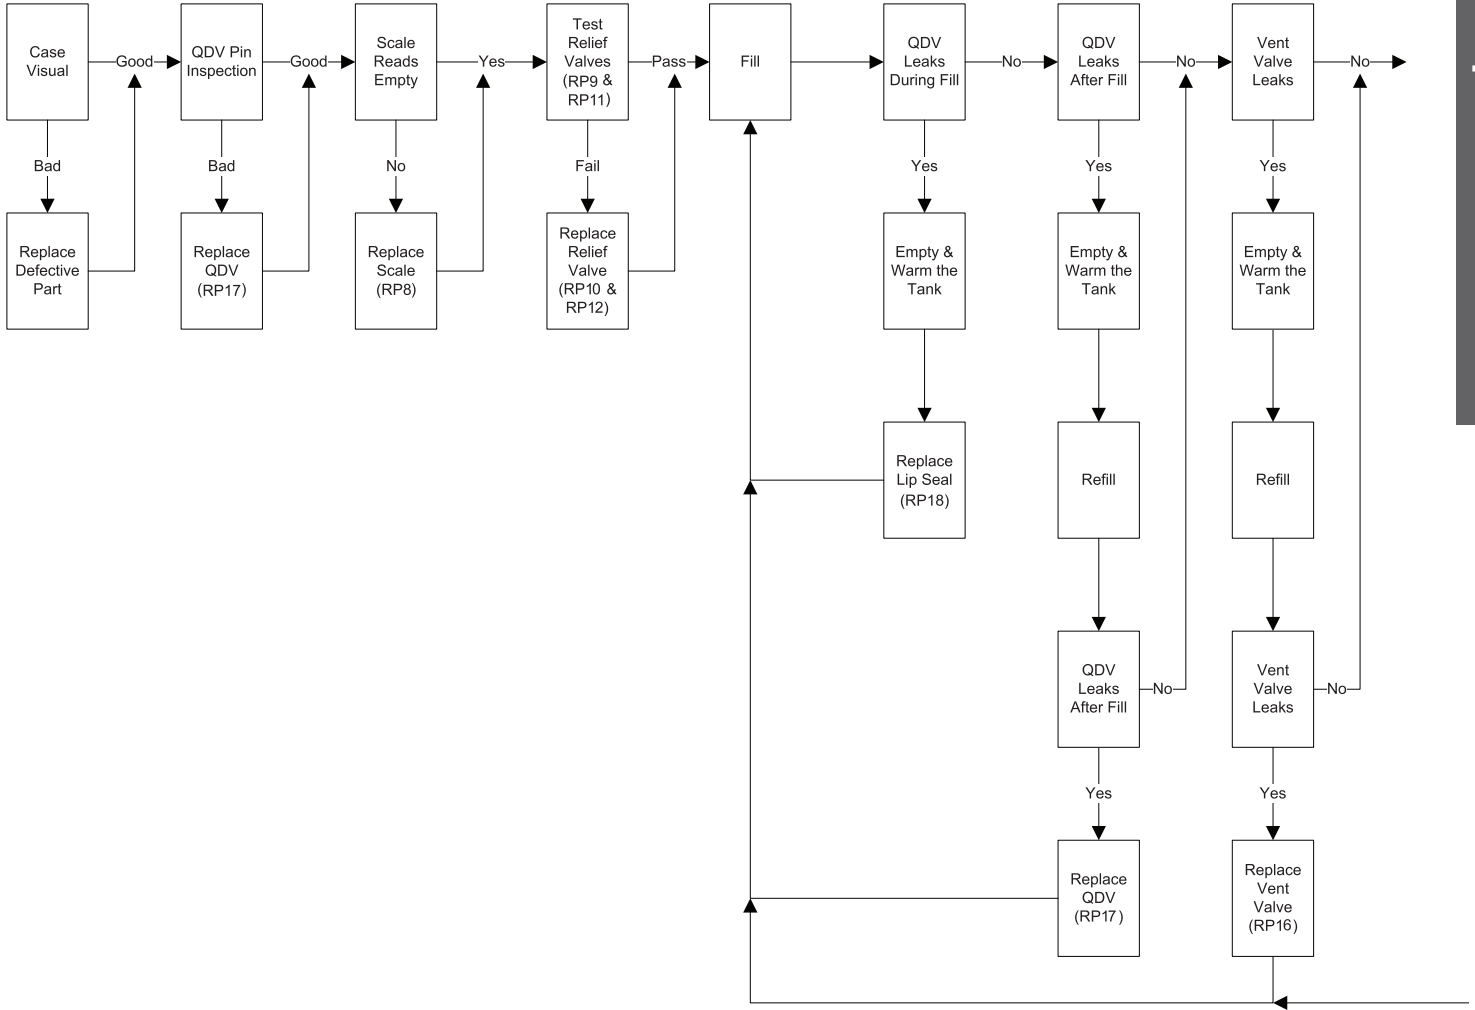 Case
Visual
Good
QDV Pin
Inspection
Good
Scale
Reads
Empty
Yes
Test
Relief
Valves
(RP9 &
RP11)
Pass
Fill
QDV
Leaks
During Fill
No
QDV
Leaks
After Fill
No
Vent
Valve
Leaks
No
Bad
Bad
No
Fail
Yes
Yes
Yes
Replace
Defective
Part
Replace
QDV
(RP17)
Replace
Scale
(RP8)
Replace
Relief
Valve
(RP10 &
RP12)
Empty &
Warm the
Tank
Empty &
Warm the
Tank
Empty &
Warm the
Tank
Replace
Lip Seal
(RP18)
Refill
Refill
QDV
Leaks
After Fill
No
Vent
Valve
Leaks
No
Yes
Yes
Replace
QDV
(RP17)
Replace
Vent
Valve
(RP16)